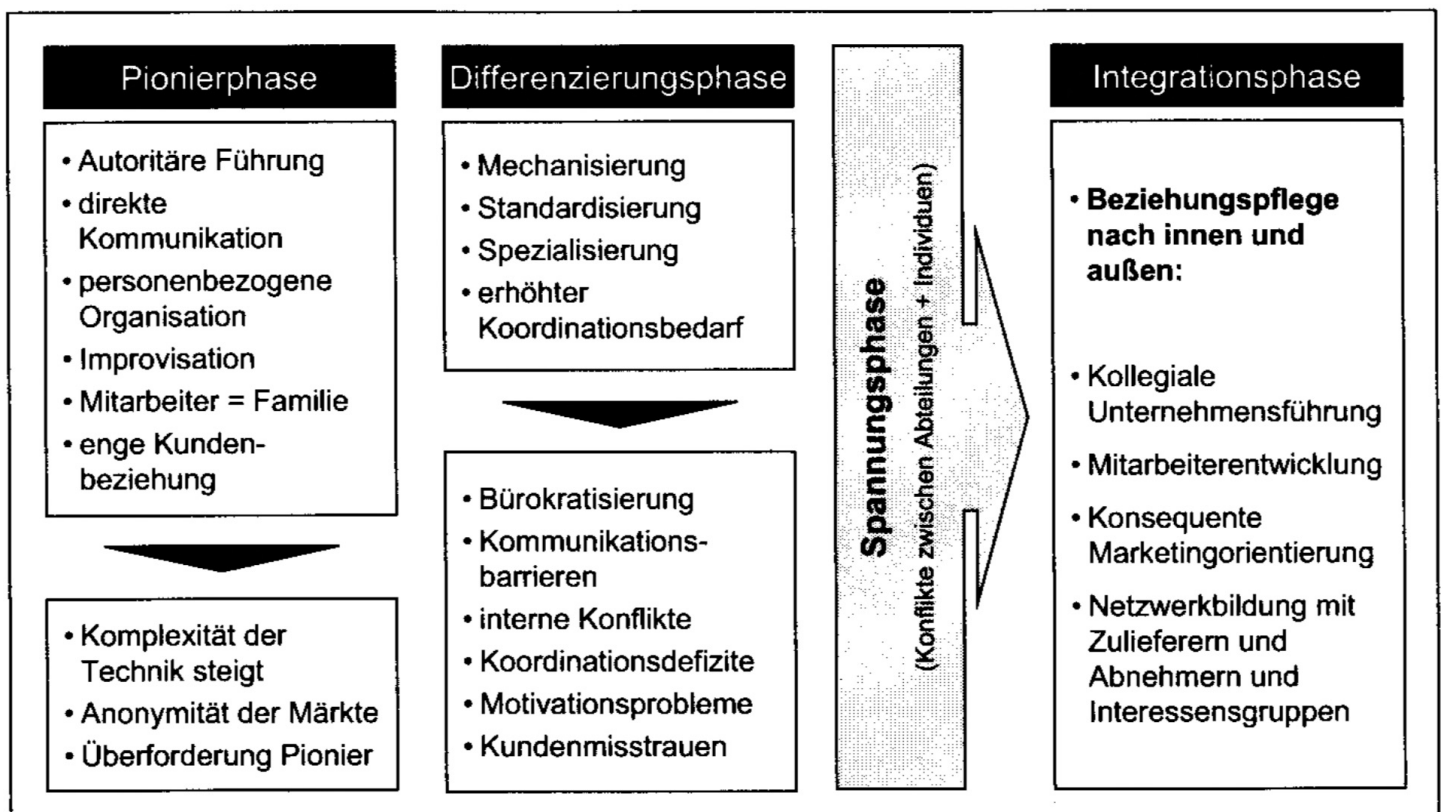 Pionierphase
• Autoritäre Führung
• direkte
Kommunikation
• personenbezogene
Organisation
• Improvisation
• Mitarbeiter = Familie
• enge Kunden-
beziehung
• Komplexität der
Technik steigt
• Anonymität der Märkte
• Überforderung Pionier
Differenzierungsphase
• Mechanisierung
• Standardisierung
• Spezialisierung
• erhöhter
Koordinationsbedarf
• Bürokratisierung
• Kommunikations-
barrieren
• interne Konflikte
• Koordinationsdefizite
• Motivationsprobleme
• Kundenmisstrauen
Spannungsphase
(Konflikte zwischen Abteilungen + Individuen)
Integrationsphase
• Beziehungspflege
nach innen und
außen:
• Kollegiale
Unternehmensführung
• Mitarbeiterentwicklung
• Konsequente
Marketingorientierung
• Netzwerkbildung mit
Zulieferern und
Abnehmern und
Interessensgruppen